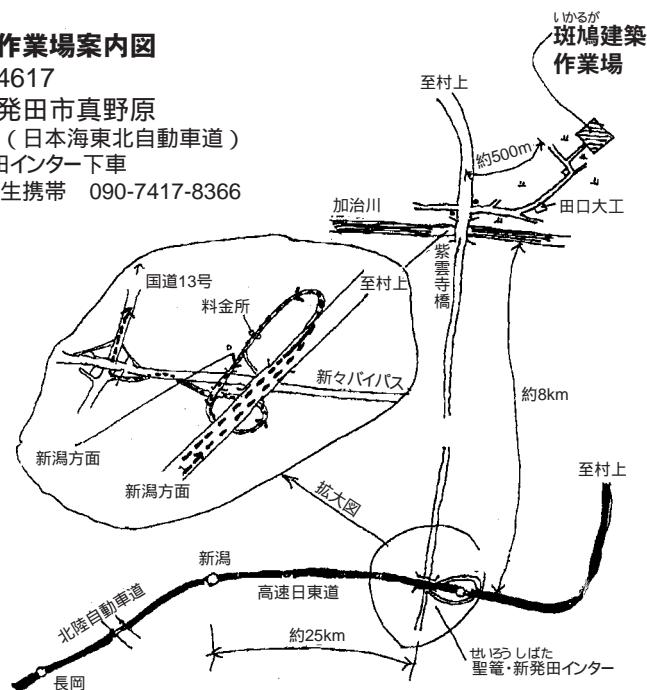 作業場案内図
4617
発田市真野原
(日本海東北自動車道)
田インター下車
生携帯 090-7417-8366
いかるが
斑鳩建築
作業場
至村上
約500m
加治川
田口大工
紫雲寺橋
国道13号
料金所
至村上
新々バイパス
約8km
新潟方面
新潟方面
拡大図
至村上
新潟
高速日東道
北陸自動車道
約25km
せいろう しばた
聖篭・新発田インター
長岡